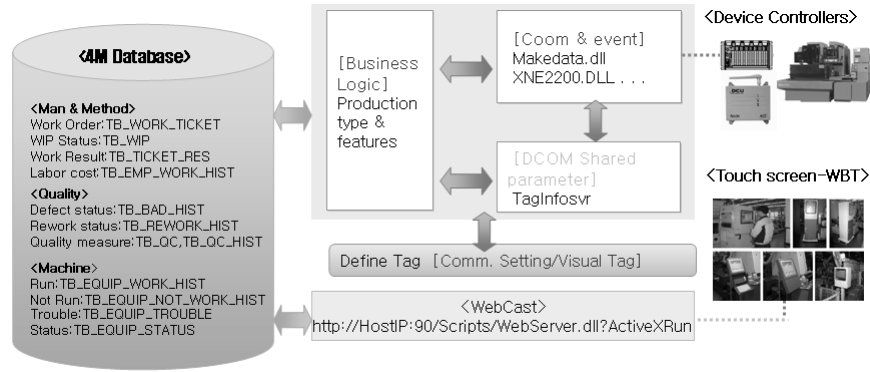 <4M Database>
<Man & Method>
Work Order:TB_WORK_TICKET
WIP Status:TB_WIP
Work Result:TB_TICKET_RES
Labor cost:TB_EMP_WORK_HIST
<Quality>
Defect status:TB_BAD_HIST
Rework status:TB_REWORK_HIST
Quality measure:TB_QC,TB_QC_HIST
<Machine>
Run:TB_EQUIP_WORK_HIST
Not Run:TB_EQUIP_NOT_WORK_HIST
Trouble:TB_EQUIP_TROUBLE
Status:TB_EQUIP_STATUS
[Business
Logic]
Production
type &
features
[Coom & event]
Makedata.dll
XNE2200.DLL . . .
[DCOM Shared
parameter]
TagInfosvr
Define Tag [Comm. Setting/Visual Tag]
<WebCast>
http://HostIP:90/Scripts/WebServer.dll?ActiveXRun
<Device Controllers>
<Touch screen-WBT>